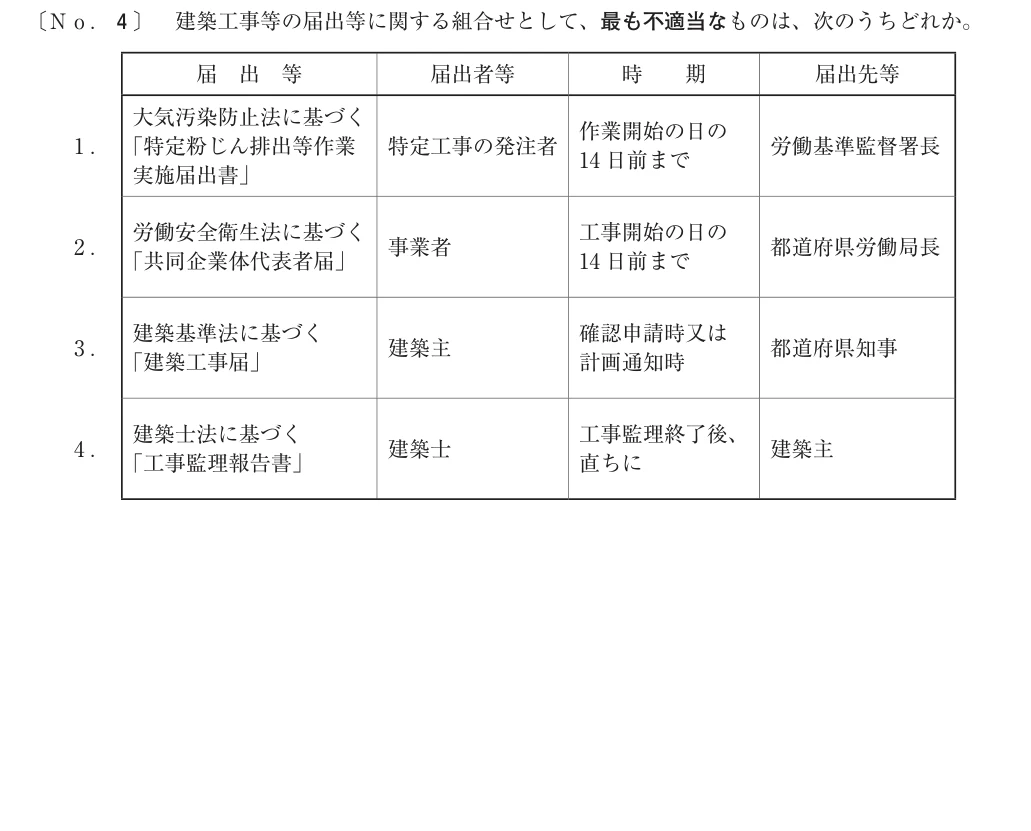 〔Ｎｏ． 4〕 建築工事等の届出等に関する組合せとして、最も不適当なものは、次のうちどれか。
届 出 等 届出者等 時 期 届出先等
1. 大気汚染防止法に基づく「特定粉じん排出等作業実施届出書」 特定工事の発注者 作業開始の日の14日前まで 労働基準監督署長
2. 労働安全衛生法に基づく「共同企業体代表者届」 事業者 工事開始の日の14日前まで 都道府県労働局長
3. 建築基準法に基づく「建築工事届」 建築主 確認申請時又は計画通知時 都道府県知事
4. 建築士法に基づく「工事監理報告書」 建築士 工事監理終了後、直ちに 建築主